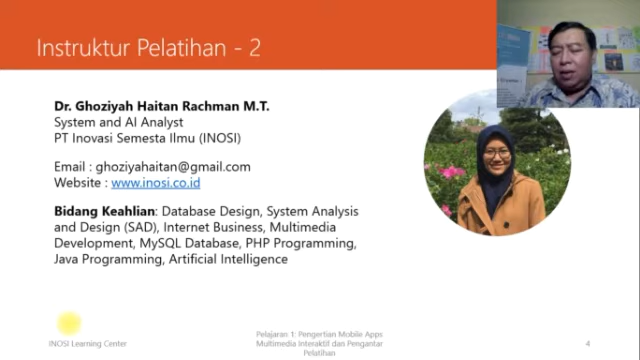 Instruktur Pelatihan - 2
Dr. Ghoziyah Haitan Rachman M.T.
System and AI Analyst
PT Inovasi Semesta Ilmu (INOSI)
Email : ghoziyahaitan@gmail.com
Website : www.inosi.co.id
Bidang Keahlian: Database Design, System Analysis
and Design (SAD), Internet Business, Multimedia
Development, MySQL Database, PHP Programming,
Java Programming, Artificial Intelligence
INOSI Learning Center
Pelajaran 1: Pengertian Mobile Apps
Multimedia Interaktif dan Pengantar
Pelatihan
4